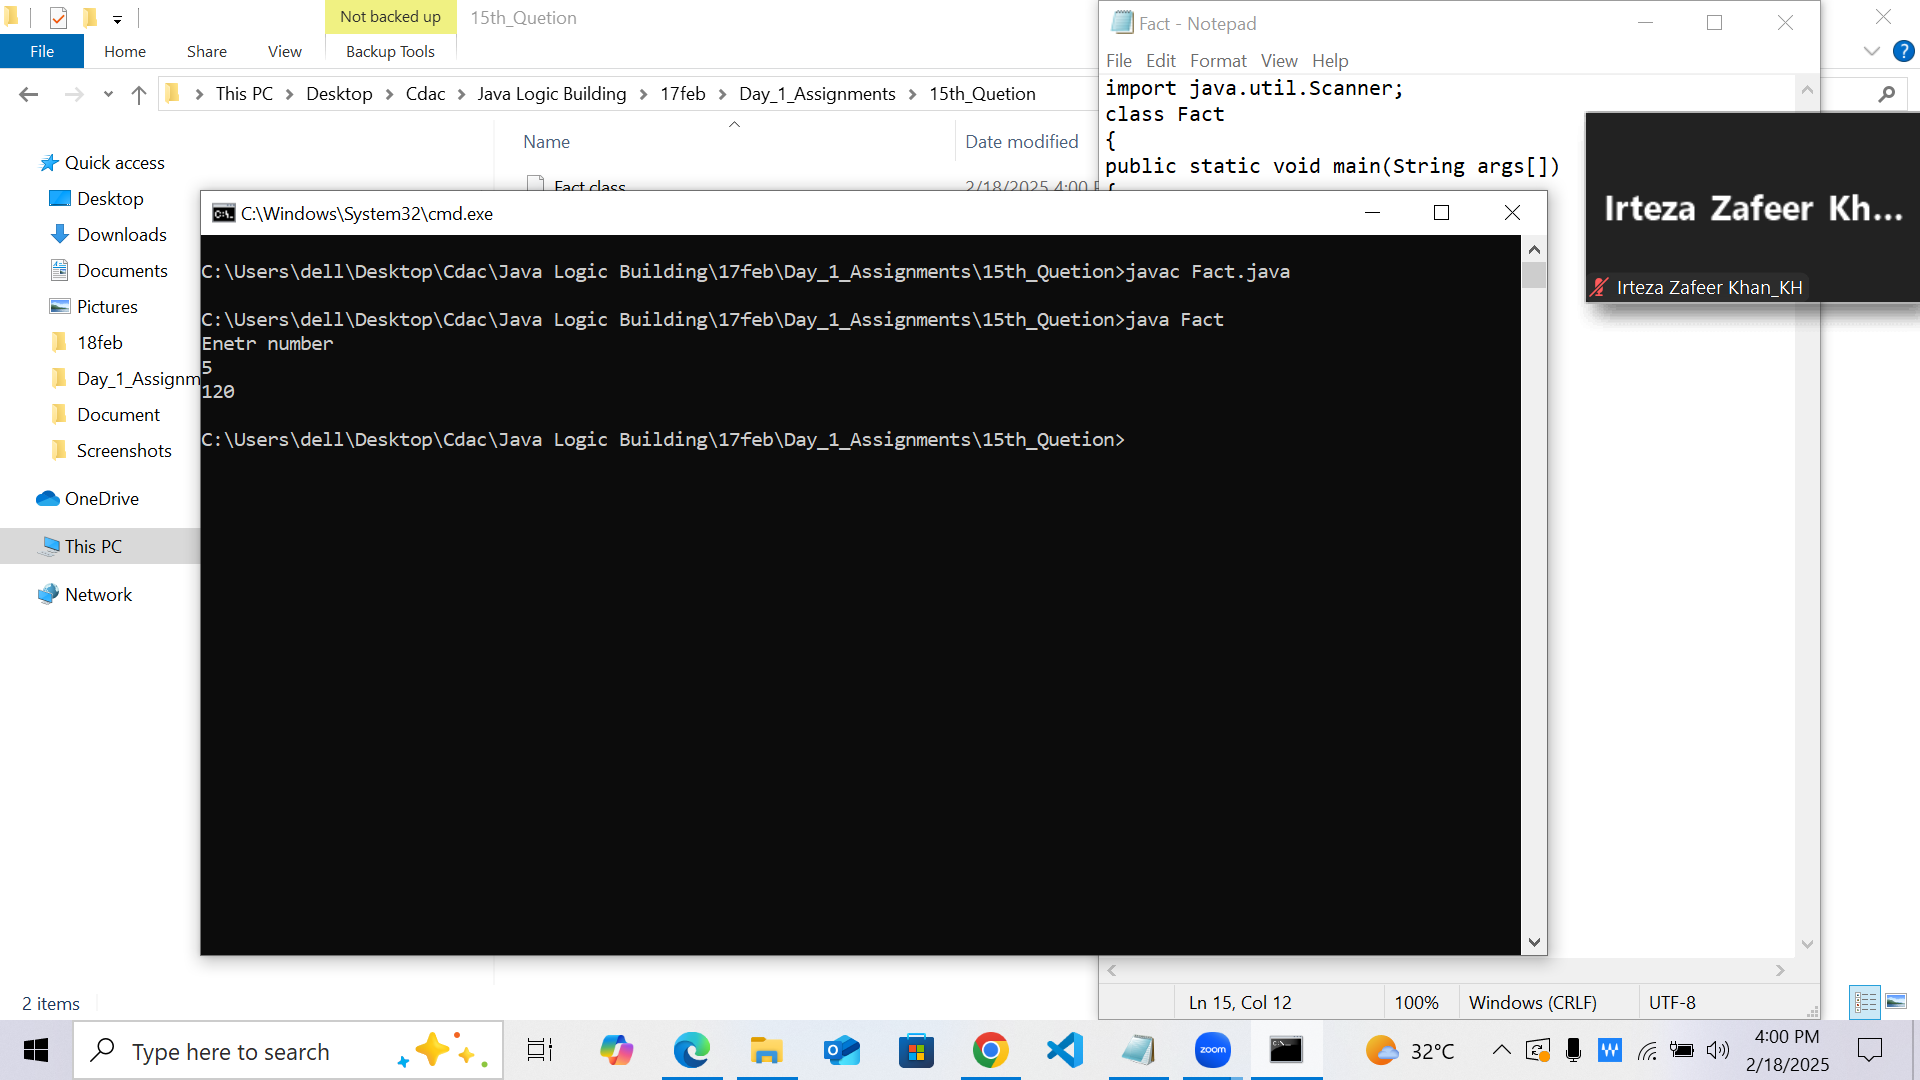 Not backed up
15th_Quetion
File
Home
Share
View
Backup Tools
This PC
Desktop
Cdac
Java Logic Building
17feb
Day_1_Assignments
15th_Quetion
Name
Date modified
Fact.class
2/18/2025 4:00
Quick access
Desktop
Downloads
Documents
Pictures
18feb
Day_1_Assignm
Document
Screenshots
OneDrive
This PC
Network
2 items
Fact - Notepad
File Edit Format View Help
import java.util.Scanner;
class Fact
{
public static void main(String args[])
{
Ln 15, Col 12
100%
Windows (CRLF)
UTF-8
Irteza Zafeer Kh...
Irteza Zafeer Khan_KH
C:\Windows\System32\cmd.exe
C:\Users\dell\Desktop\Cdac\Java Logic Building\17feb\Day_1_Assignments\15th_Quetion>javac Fact.java
C:\Users\dell\Desktop\Cdac\Java Logic Building\17feb\Day_1_Assignments\15th_Quetion>java Fact
Enetr number
5
120
C:\Users\dell\Desktop\Cdac\Java Logic Building\17feb\Day_1_Assignments\15th_Quetion>
Type here to search
zoom
32°C
4:00 PM
2/18/2025